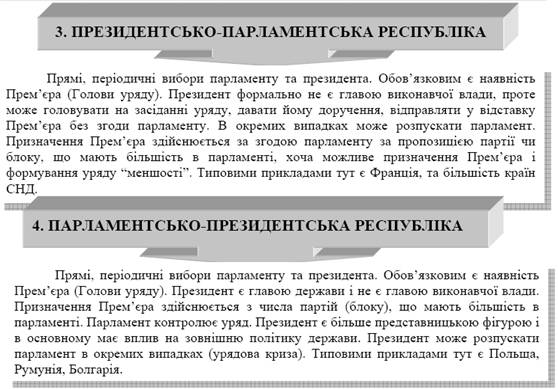 3. ПРЕЗИДЕНТСЬКО-ПАРЛАМЕНТСЬКА РЕСПУБЛІКА
Прямі, періодичні вибори парламенту та президента. Обов’язковим є наявність
Прем’єра (Голови уряду). Президент формально не є главою виконавчої влади, проте
може головувати на засіданні уряду, давати йому доручення, відправляти у відставку
Прем’єра без згоди парламенту. В окремих випадках може розпускати парламент.
Призначення Прем’єра здійснюється за згодою парламенту за пропозицією партії чи
блоку, що мають більшість в парламенті, хоча можливе призначення Прем’єра і
формування уряду “меншості”. Типовими прикладами тут є Франція, та більшість країн
СНД.
4. ПАРЛАМЕНТСЬКО-ПРЕЗИДЕНТСЬКА РЕСПУБЛІКА
Прямі, періодичні вибори парламенту та президента. Обов’язковим є наявність
Прем’єра (Голови уряду). Президент є главою держави і не є главою виконавчої влади.
Призначення Прем’єра здійснюється з числа партій (блоку), що мають більшість в
парламенті. Парламент контролює уряд. Президент є більше представницькою фігурою і
в основному має вплив на зовнішню політику держави. Президент може розпускати
парламент в окремих випадках (урядова криза). Типовими прикладами тут є Польща,
Румунія, Болгарія.